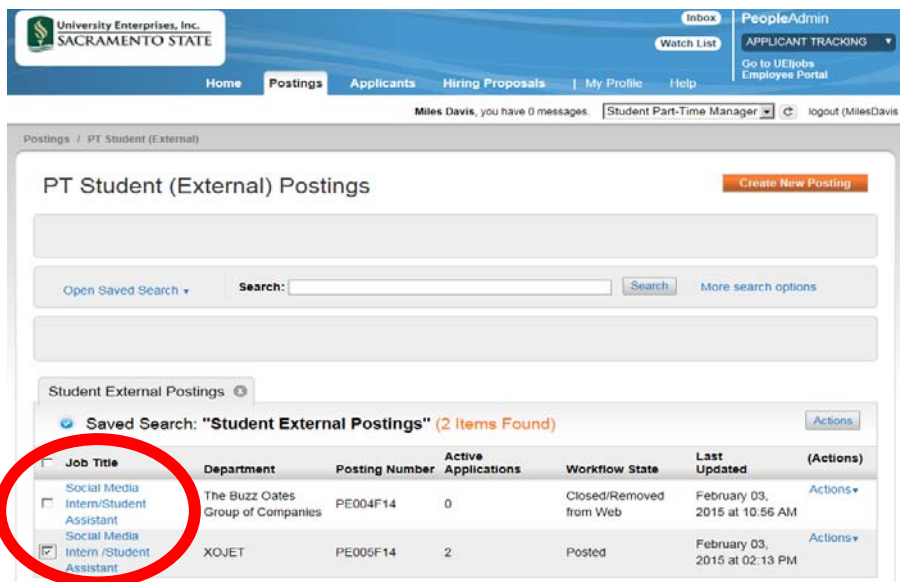 University Enterprises, Inc.
SACRAMENTO STATE
Inbox
PeopleAdmin
Watch List
APPLICANT TRACKING
Go to UEIjobs
Employee Portal
Home Postings Applicants Hiring Proposals | My Profile Help
Miles Davis, you have 0 messages. Student Part-Time Manager logout (MilesDavis
Postings / PT Student (External)
PT Student (External) Postings
Create New Posting
Open Saved Search Search: Search More search options
Student External Postings
Saved Search: "Student External Postings" (2 Items Found) Actions
Job Title Department Posting Number Active Applications Workflow State Last Updated (Actions)
Social Media Intern/Student Assistant The Buzz Oates Group of Companies PE004F14 0 Closed/Removed from Web February 03, 2015 at 10:56 AM Actions
Social Media Intern /Student Assistant XOJET PE005F14 2 Posted February 03, 2015 at 02:13 PM Actions